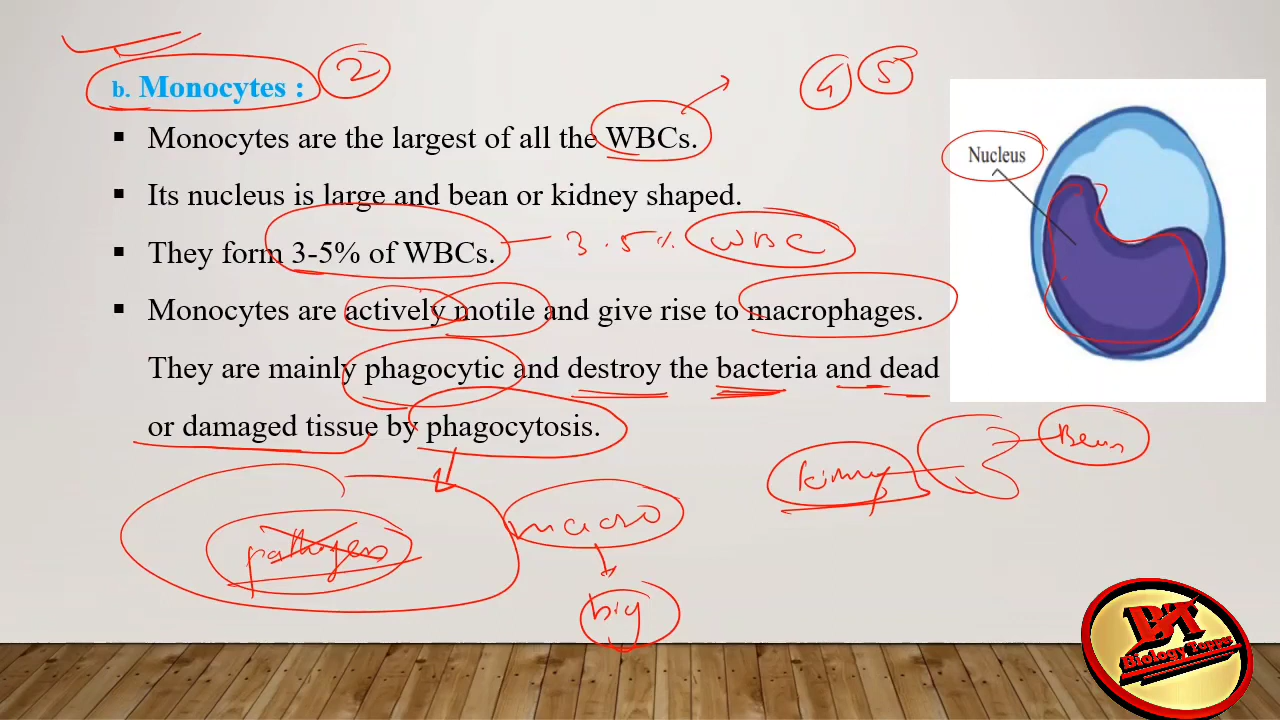 b. Monocytes :
2
4 5
▪ Monocytes are the largest of all the WBCs.
Nucleus
▪ Its nucleus is large and bean or kidney shaped.
▪ They form 3-5% of WBCs.
3.5% WBC
▪ Monocytes are actively motile and give rise to macrophages.
They are mainly phagocytic and destroy the bacteria and dead
or damaged tissue by phagocytosis.
Bean
kidney
macro
pathogens
big
BT
Biology Topper